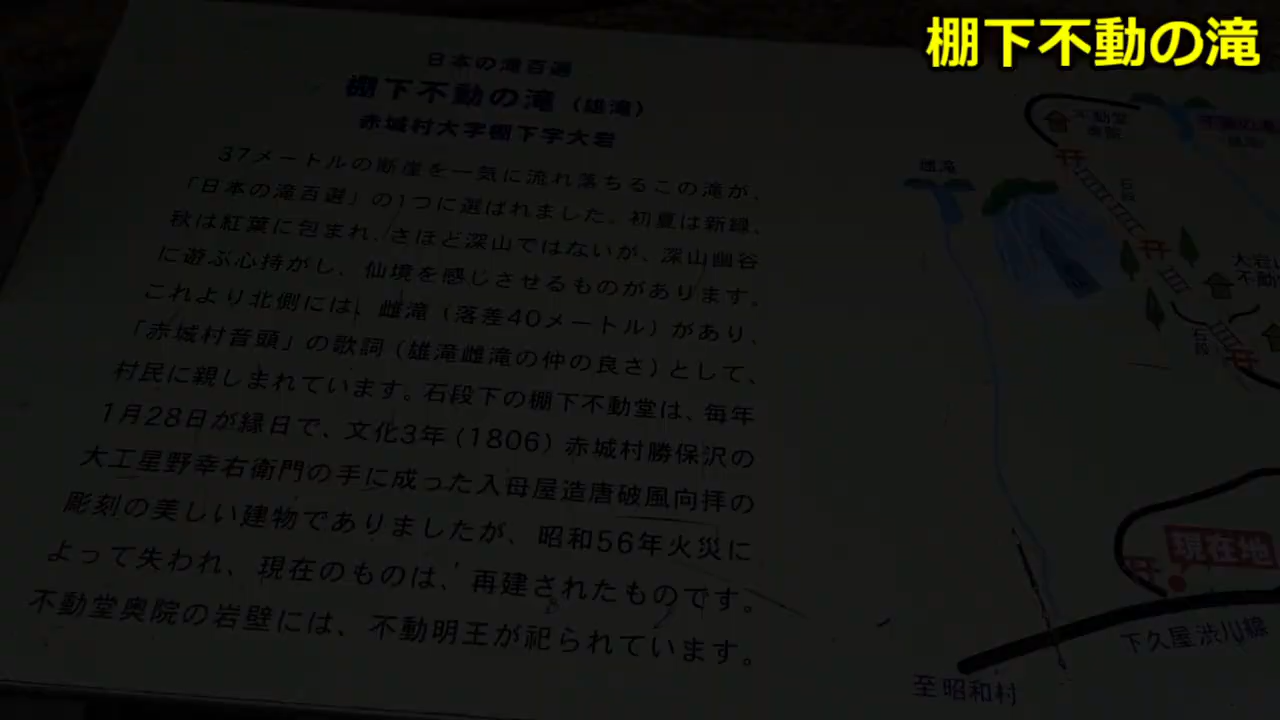 棚下不動の滝
日本の滝百選
棚下不動の滝(雄滝)
赤城村大字棚下字大岩
37メートルの断崖を一気に流れ落ちるこの滝が、
「日本の滝百選」の1つに選ばれました。初夏は新緑、
秋は紅葉に包まれ、さほど深山ではないが、深山幽谷
に遊ぶ心持がし、仙境を感じさせるものがあります。
これより北側には、雌滝(落差40メートル)があり、
「赤城村音頭」の歌詞(雄滝雌滝の仲の良さ)として、
村民に親しまれています。石段下の棚下不動堂は、毎年
1月28日が縁日で、文化3年(1806)赤城村勝保沢の
大工星野幸右衛門の手に成った入母屋造唐破風向拝の
彫刻の美しい建物でありましたが、昭和56年火災に
よって失われ、現在のものは、再建されたものです。
不動堂奥院の岩壁には、不動明王が祀られています。
不動堂
奥院
雄滝
石段
大岩
不動
石段
現在地
下久屋渋川線
至昭和村